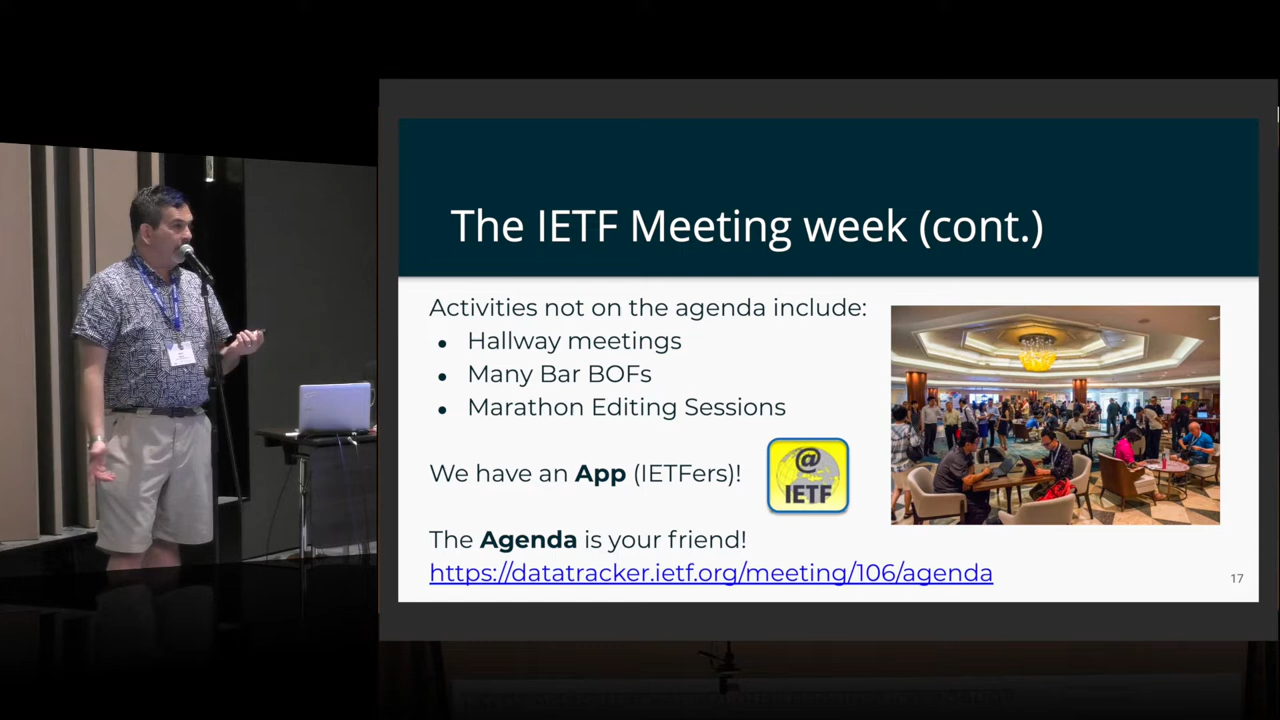 The IETF Meeting week (cont.)
Activities not on the agenda include:
● Hallway meetings
● Many Bar BOFs
● Marathon Editing Sessions
We have an App (IETFers)!
@
IETF
The Agenda is your friend!
https://datatracker.ietf.org/meeting/106/agenda
17